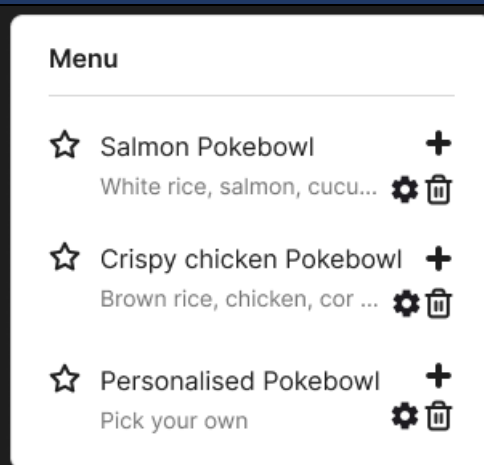 Menu
Salmon Pokebowl
White rice, salmon, cucu...
Crispy chicken Pokebowl
Brown rice, chicken, cor ...
Personalised Pokebowl
Pick your own